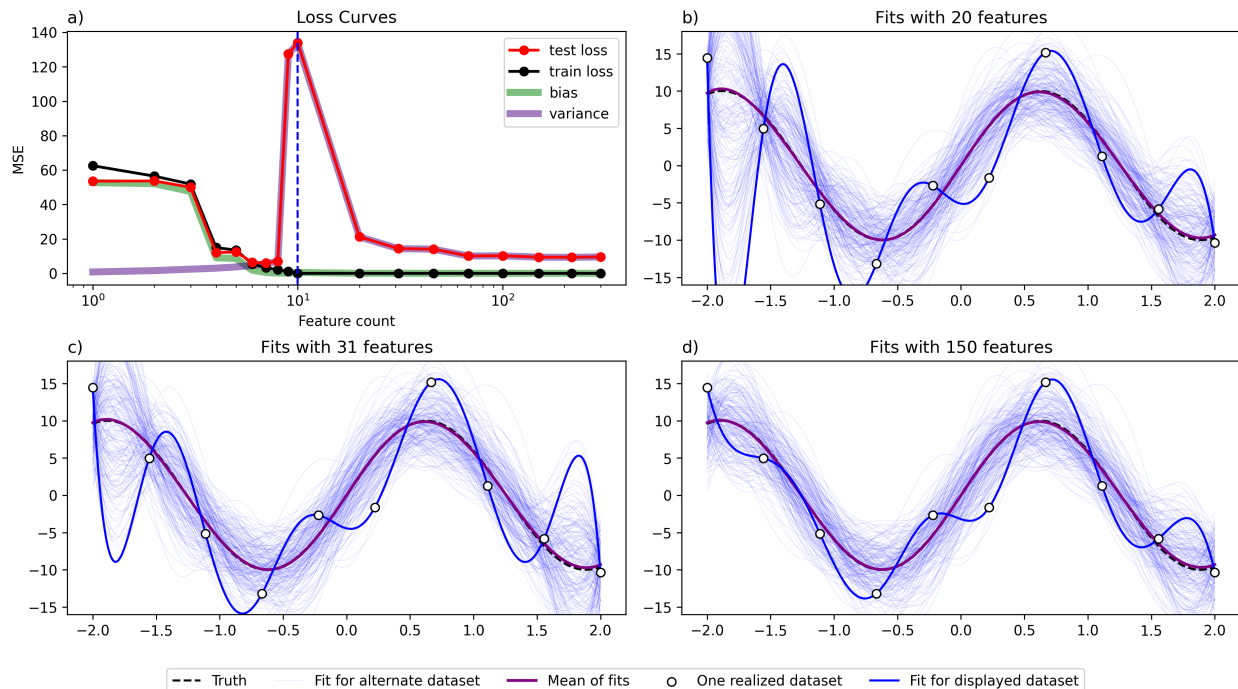 a)
Loss Curves
140
120
100
80
60
40
20
0
MSE
10⁰
10¹
10²
Feature count
test loss
train loss
bias
variance
b)
Fits with 20 features
15
10
5
0
−5
−10
−15
−2.0 −1.5 −1.0 −0.5 0.0 0.5 1.0 1.5 2.0
c)
Fits with 31 features
15
10
5
0
−5
−10
−15
−2.0 −1.5 −1.0 −0.5 0.0 0.5 1.0 1.5 2.0
d)
Fits with 150 features
15
10
5
0
−5
−10
−15
−2.0 −1.5 −1.0 −0.5 0.0 0.5 1.0 1.5 2.0
Truth Fit for alternate dataset Mean of fits One realized dataset Fit for displayed dataset